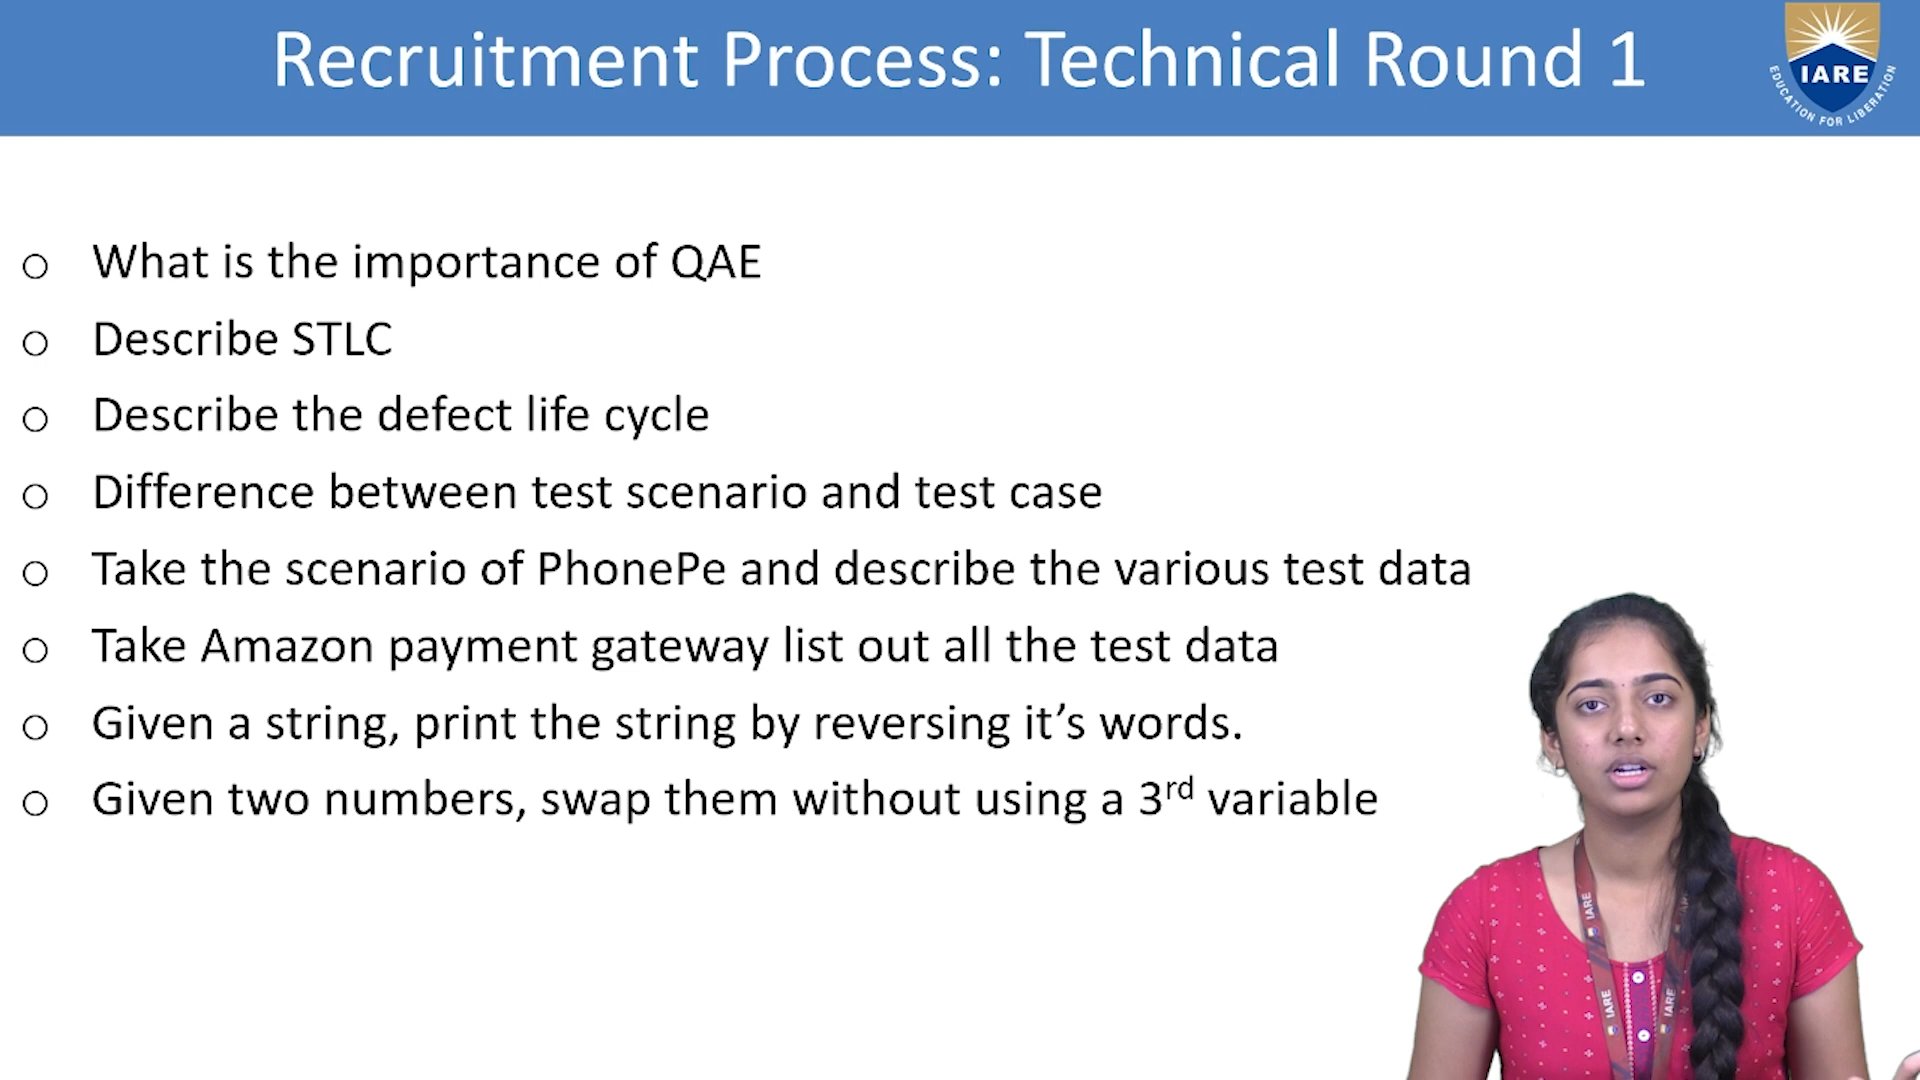 Recruitment Process: Technical Round 1
IARE
EDUCATION FOR LIBERATION
What is the importance of QAE
Describe STLC
Describe the defect life cycle
Difference between test scenario and test case
Take the scenario of PhonePe and describe the various test data
Take Amazon payment gateway list out all the test data
Given a string, print the string by reversing it’s words.
Given two numbers, swap them without using a 3rd variable
IARE
IARE
IARE